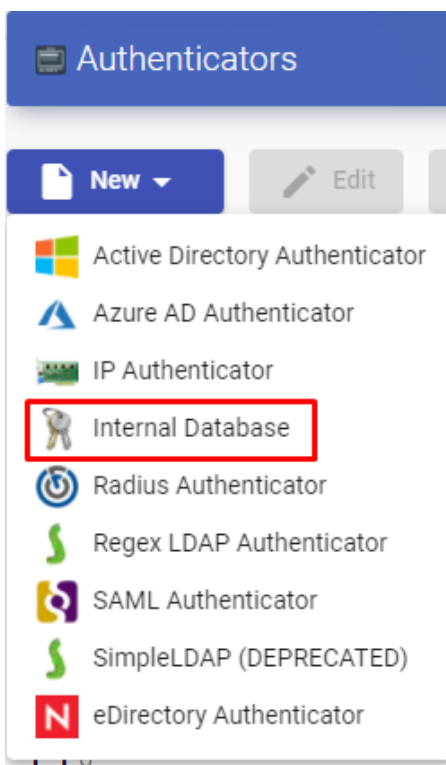 Authenticators
New Edit
Active Directory Authenticator
Azure AD Authenticator
IP Authenticator
Internal Database
Radius Authenticator
Regex LDAP Authenticator
SAML Authenticator
SimpleLDAP (DEPRECATED)
eDirectory Authenticator